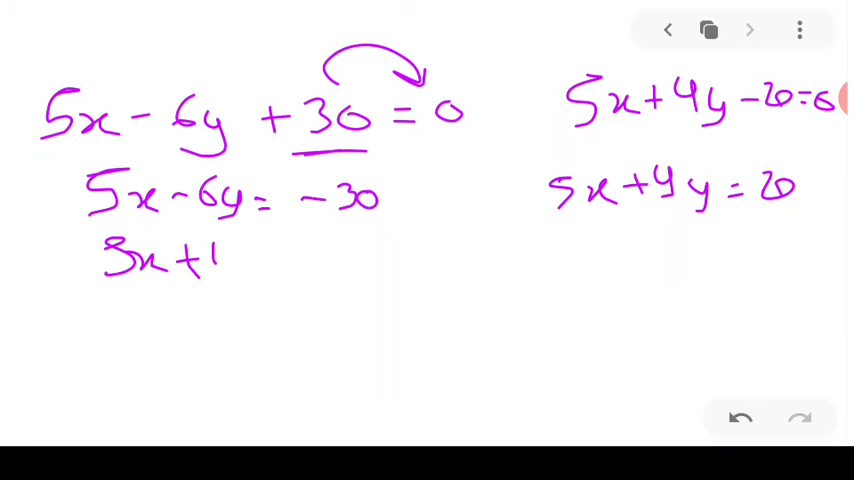 5x - 6y + 30 = 0
5x - 6y = -30
5x + 4y - 20 = 0
5x + 4y = 20